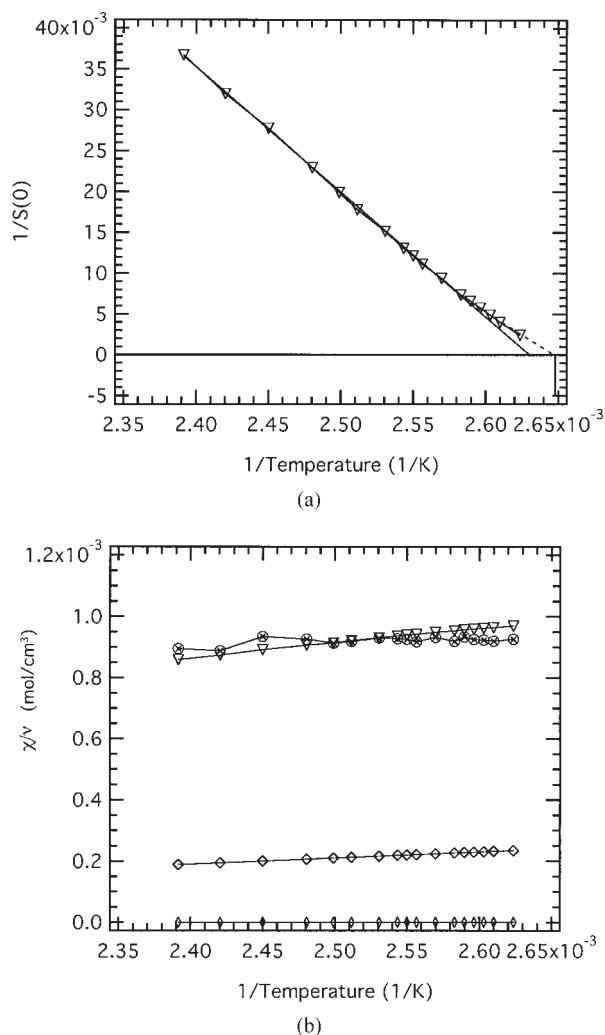 40x10⁻³
35
30
25
20
15
10
5
0
-5
1/S(0)
2.35 2.40 2.45 2.50 2.55 2.60 2.65x10⁻³
1/Temperature (1/K)
(a)
1.2x10⁻³
1.0
0.8
0.6
0.4
0.2
0.0
χ/ν (mol/cm³)
2.35 2.40 2.45 2.50 2.55 2.60 2.65x10⁻³
1/Temperature (1/K)
(b)